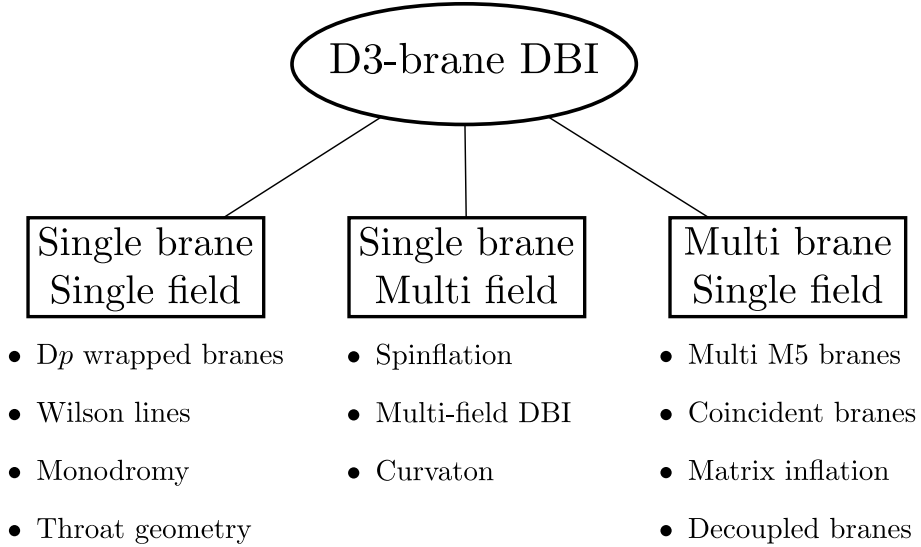 D3-brane DBI
Single brane
Single field
• Dp wrapped branes
• Wilson lines
• Monodromy
• Throat geometry
Single brane
Multi field
• Spinflation
• Multi-field DBI
• Curvaton
Multi brane
Single field
• Multi M5 branes
• Coincident branes
• Matrix inflation
• Decoupled branes